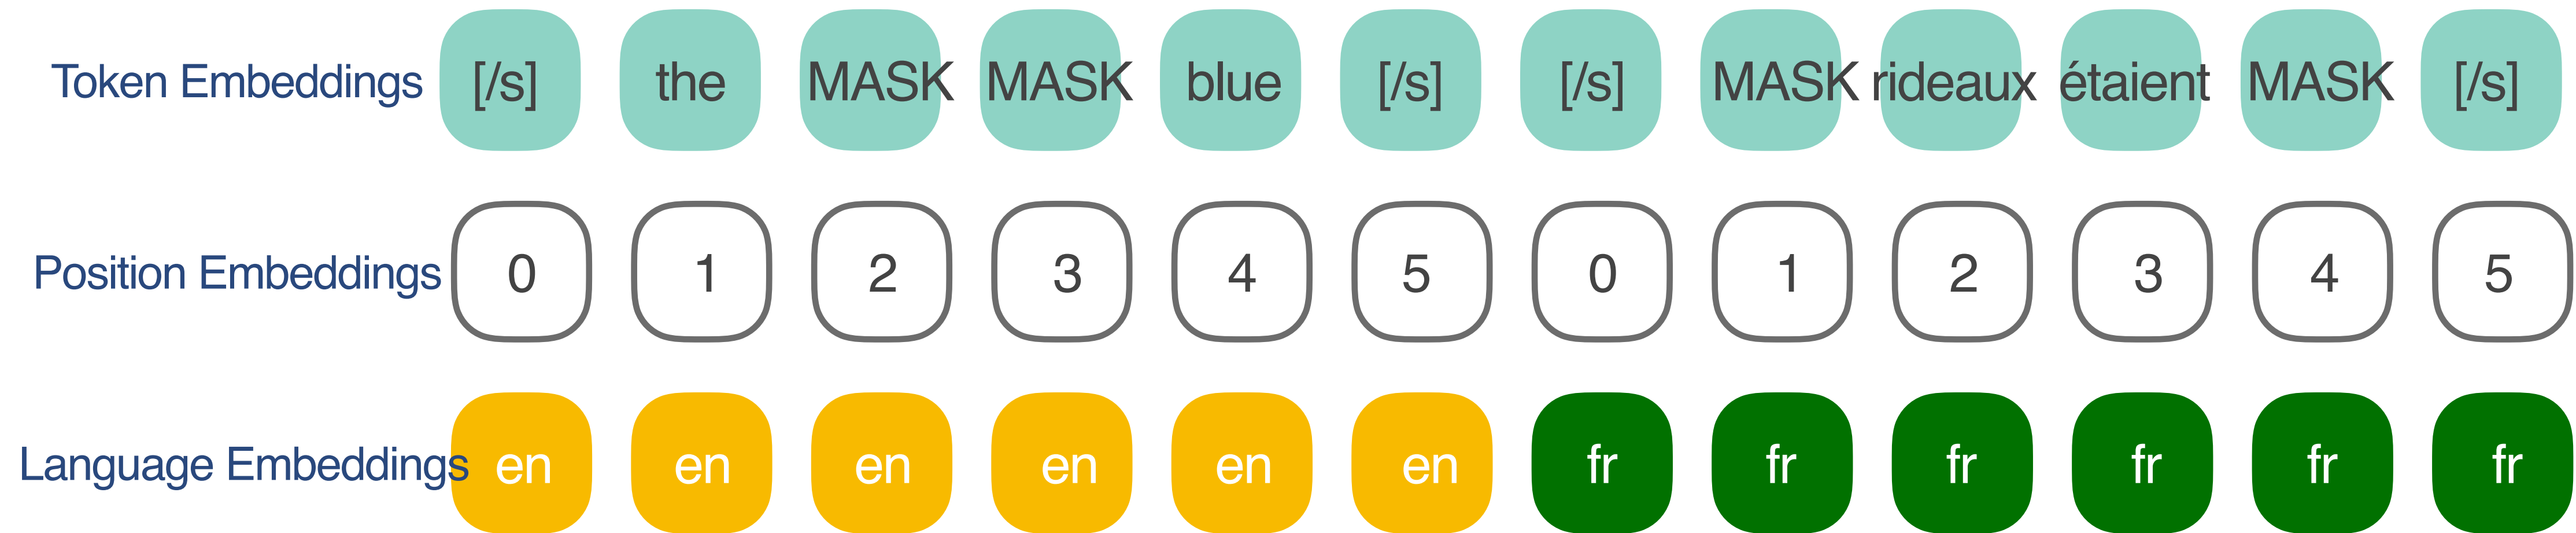 Token Embeddings [/s] the MASK MASK blue [/s] [/s] MASK rideaux étaient MASK [/s]
Position Embeddings 0 1 2 3 4 5 0 1 2 3 4 5
Language Embeddings en en en en en en fr fr fr fr fr fr